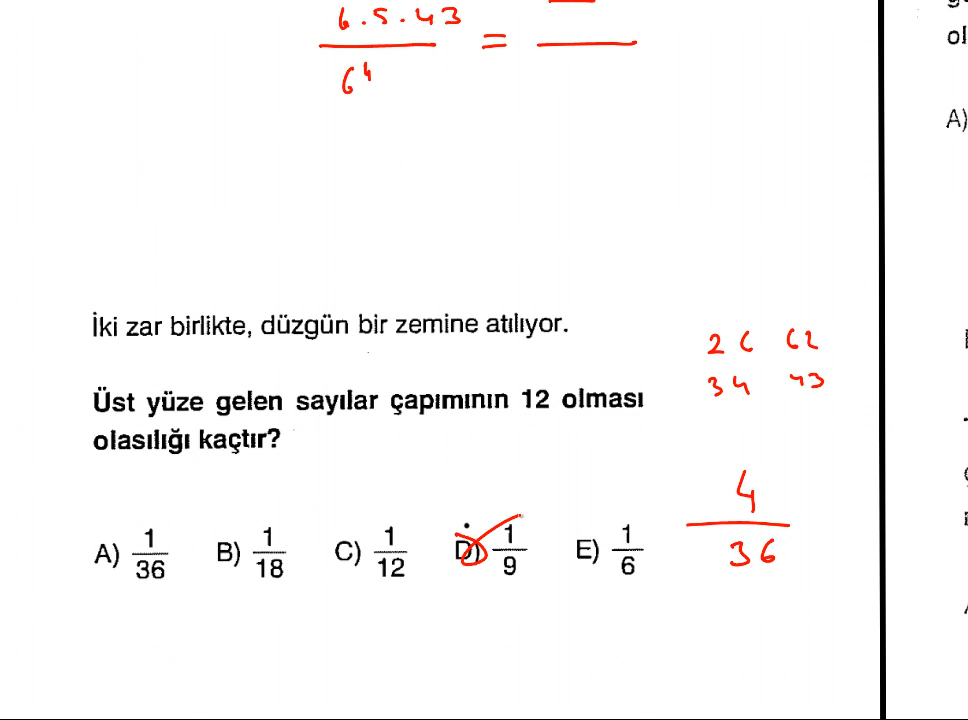 6.5.43
6⁴
=
İki zar birlikte, düzgün bir zemine atılıyor.
26 62
34 43
Üst yüze gelen sayılar çapımının 12 olması
olasılığı kaçtır?
A) 1/36 B) 1/18 C) 1/12 D) 1/9 E) 1/6
4/36
ol
A)